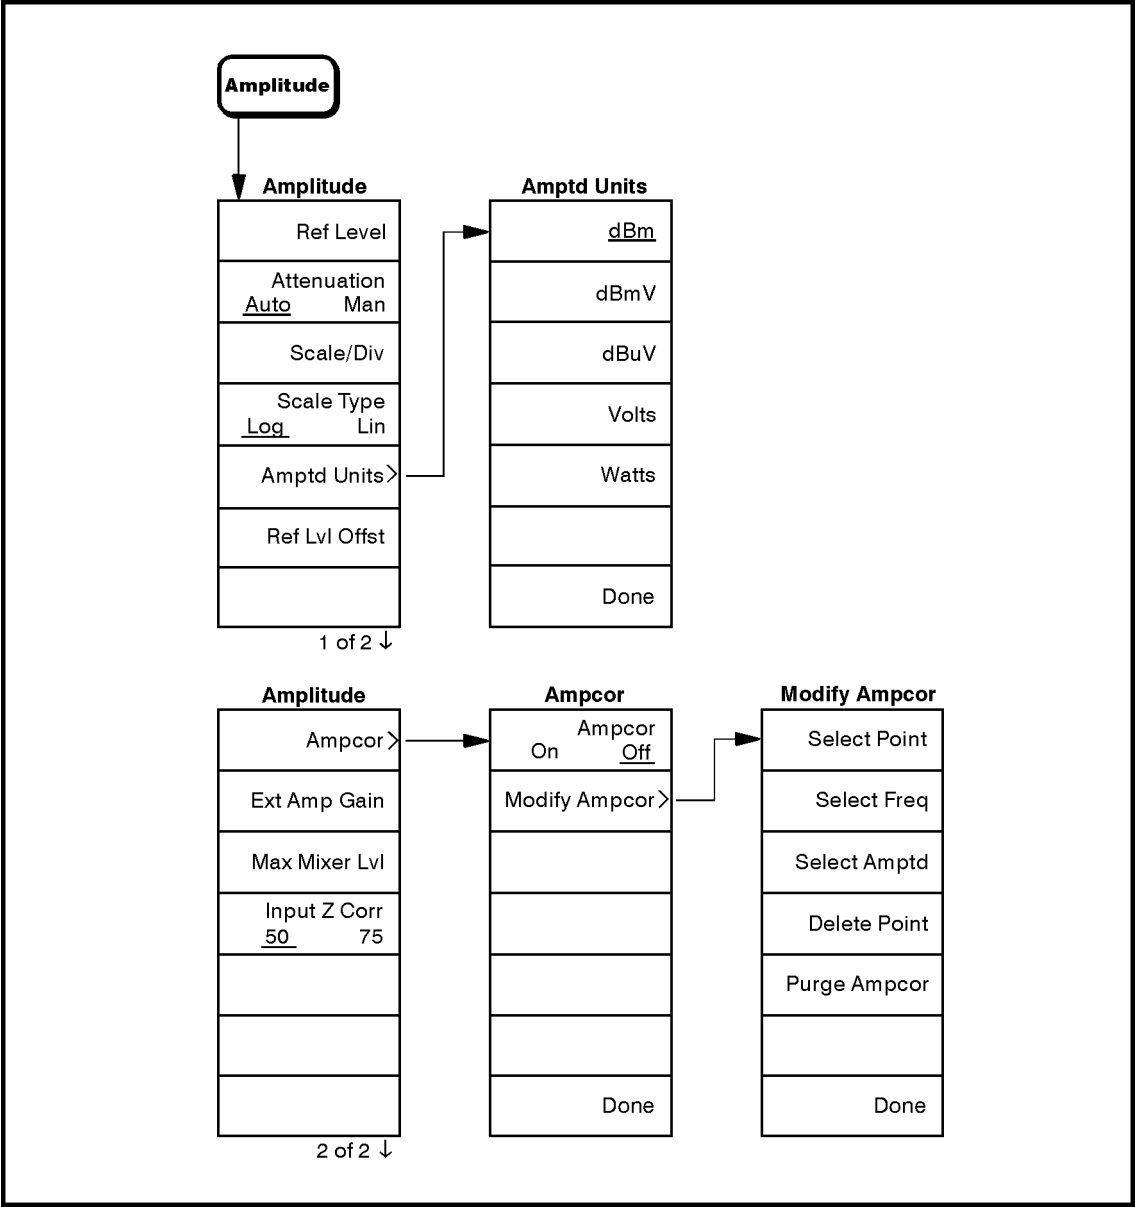 Amplitude
Amplitude
Ref Level
Attenuation
Auto Man
Scale/Div
Scale Type
Log Lin
Amptd Units>
Ref Lvl Offst
1 of 2 ↓
Amptd Units
dBm
dBmV
dBuV
Volts
Watts
Done
Amplitude
Ampcor>
Ext Amp Gain
Max Mixer Lvl
Input Z Corr
50 75
2 of 2 ↓
Ampcor
Ampcor
On Off
Modify Ampcor>
Done
Modify Ampcor
Select Point
Select Freq
Select Amptd
Delete Point
Purge Ampcor
Done